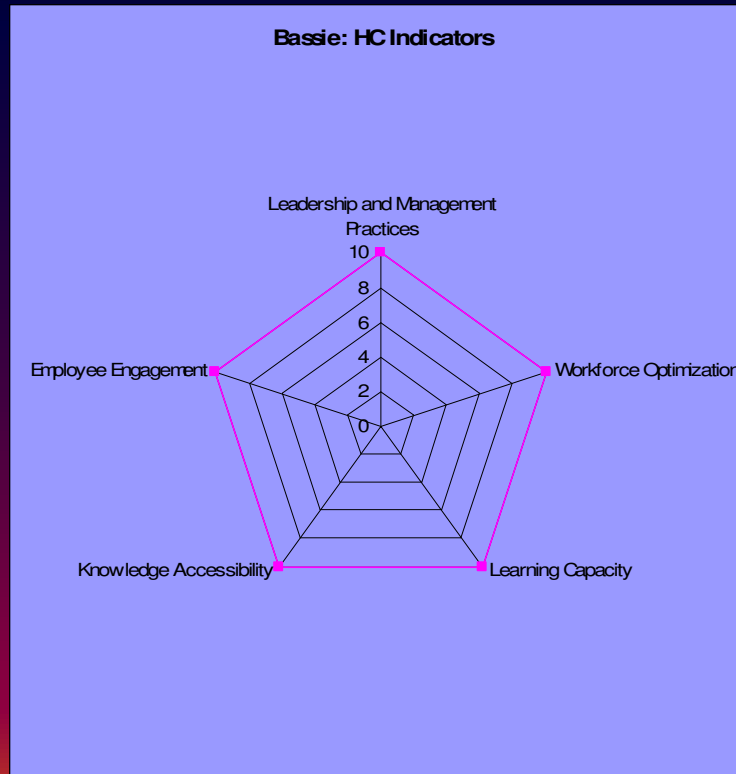 Bassie: HC Indicators
Leadership and Management
Practices
10
8
6
4
2
0
Employee Engagement
Workforce Optimization
Knowledge Accessibility
Learning Capacity